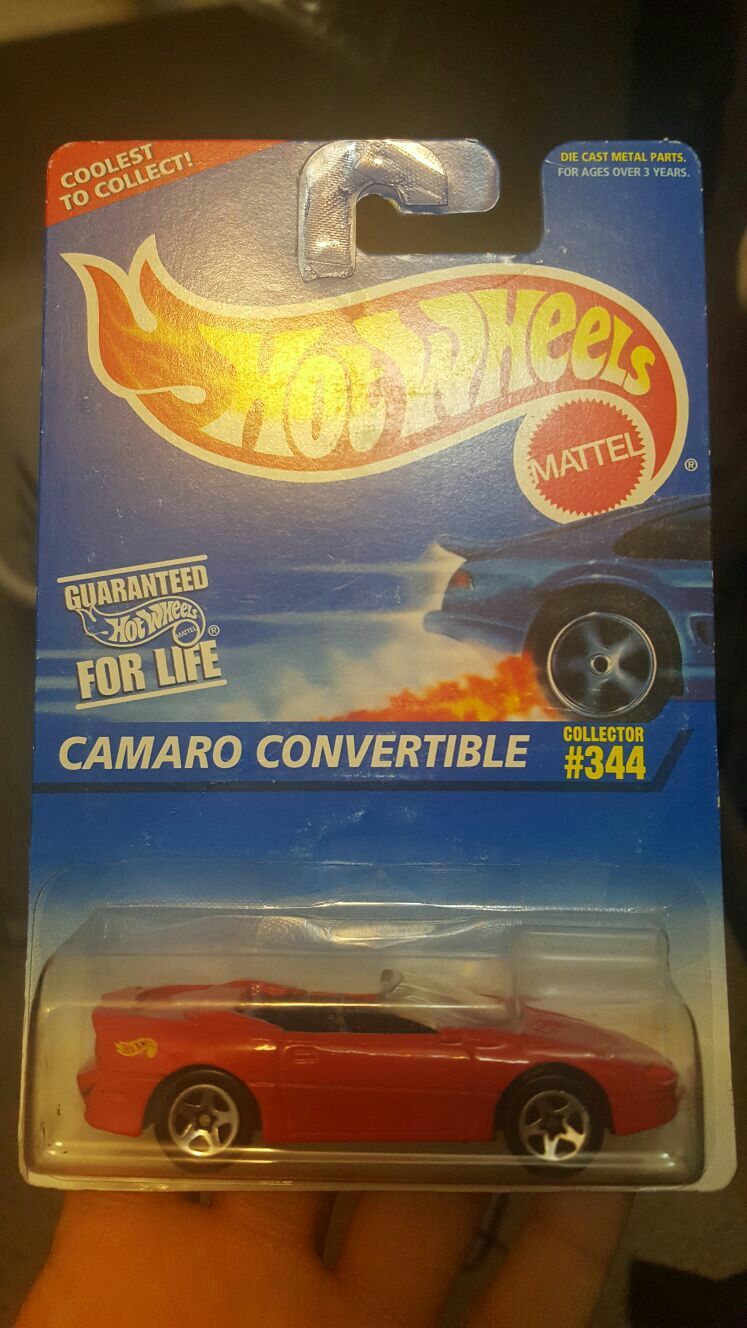 COOLEST
TO COLLECT!
DIE CAST METAL PARTS.
FOR AGES OVER 3 YEARS.
HOT WHEELS
MATTEL
®
GUARANTEED
HOT WHEELS
MATTEL
®
FOR LIFE
CAMARO CONVERTIBLE
COLLECTOR
#344